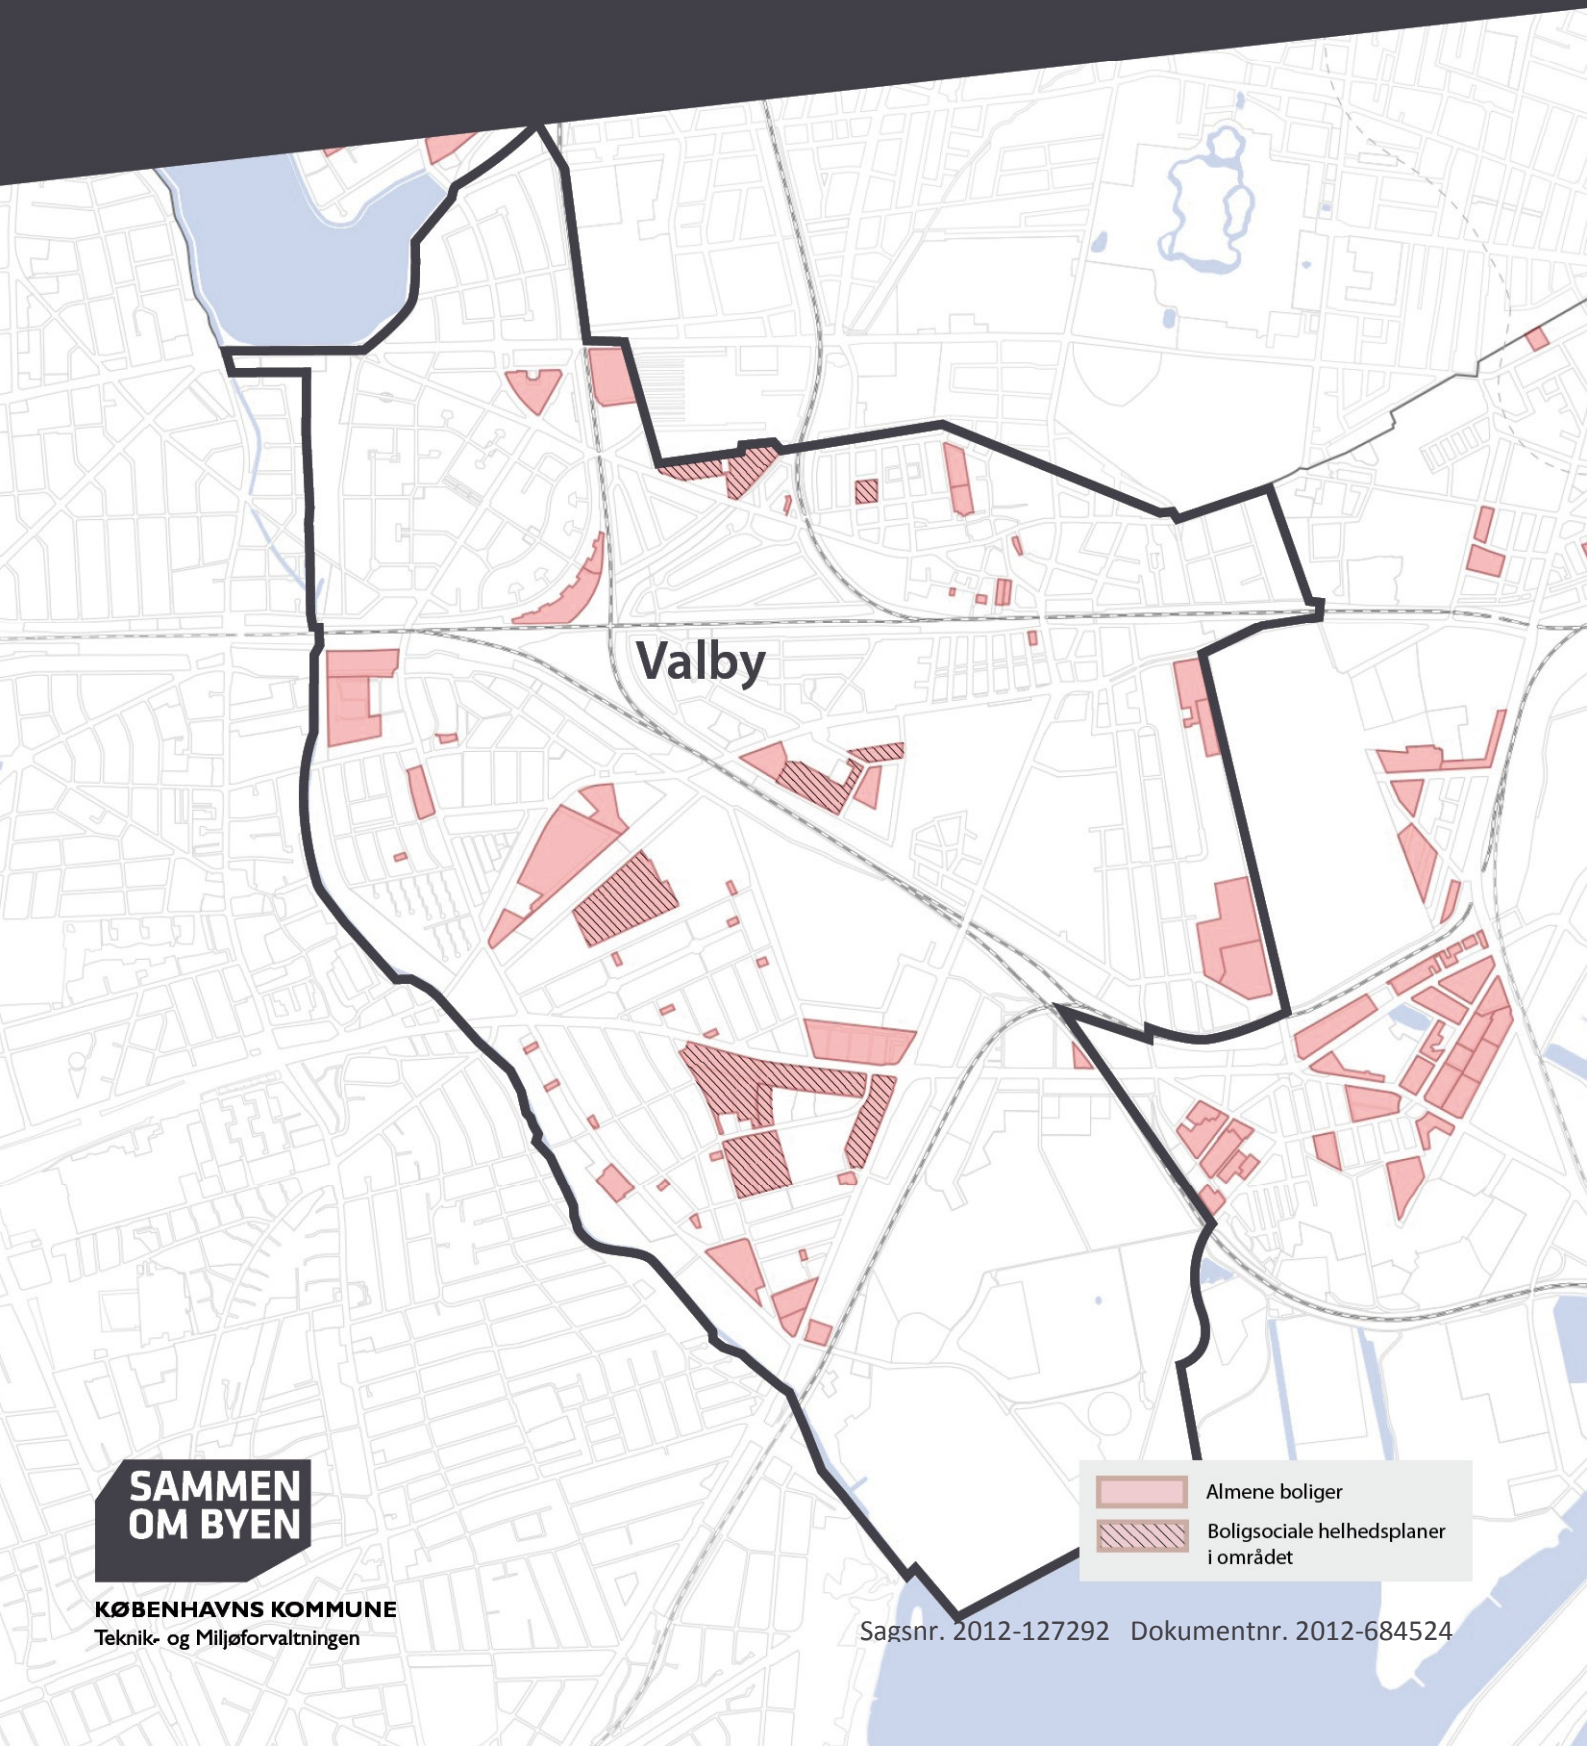 Valby
SAMMEN
OM BYEN
KØBENHAVNS KOMMUNE
Teknik- og Miljøforvaltningen
Almene boliger
Boligsociale helhedsplaner
i området
Sagsnr. 2012-127292 Dokumentnr. 2012-684524